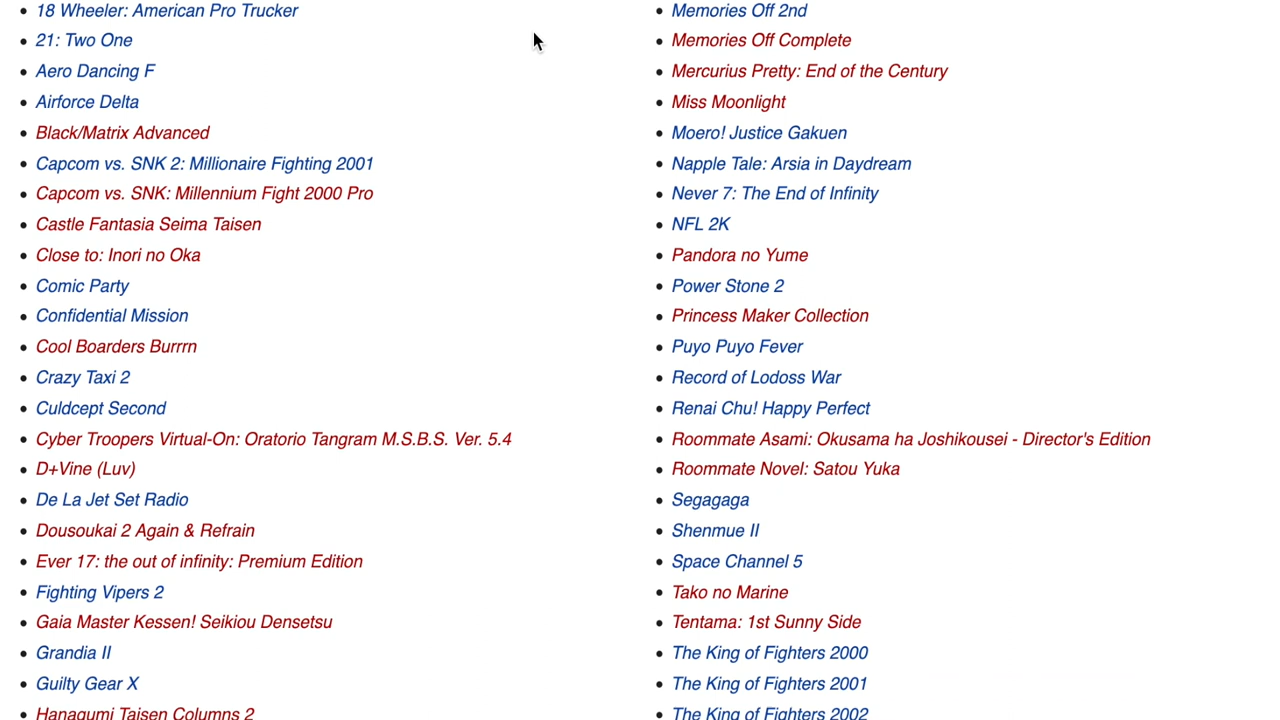 18 Wheeler: American Pro Trucker
21: Two One
Aero Dancing F
Airforce Delta
Black/Matrix Advanced
Capcom vs. SNK 2: Millionaire Fighting 2001
Capcom vs. SNK: Millennium Fight 2000 Pro
Castle Fantasia Seima Taisen
Close to: Inori no Oka
Comic Party
Confidential Mission
Cool Boarders Burrrn
Crazy Taxi 2
Culdcept Second
Cyber Troopers Virtual-On: Oratorio Tangram M.S.B.S. Ver. 5.4
D+Vine (Luv)
De La Jet Set Radio
Dousoukai 2 Again & Refrain
Ever 17: the out of infinity: Premium Edition
Fighting Vipers 2
Gaia Master Kessen! Seikiou Densetsu
Grandia II
Guilty Gear X
Hanagumi Taisen Columns 2
Memories Off 2nd
Memories Off Complete
Mercurius Pretty: End of the Century
Miss Moonlight
Moero! Justice Gakuen
Napple Tale: Arsia in Daydream
Never 7: The End of Infinity
NFL 2K
Pandora no Yume
Power Stone 2
Princess Maker Collection
Puyo Puyo Fever
Record of Lodoss War
Renai Chu! Happy Perfect
Roommate Asami: Okusama ha Joshikousei - Director's Edition
Roommate Novel: Satou Yuka
Segagaga
Shenmue II
Space Channel 5
Tako no Marine
Tentama: 1st Sunny Side
The King of Fighters 2000
The King of Fighters 2001
The King of Fighters 2002